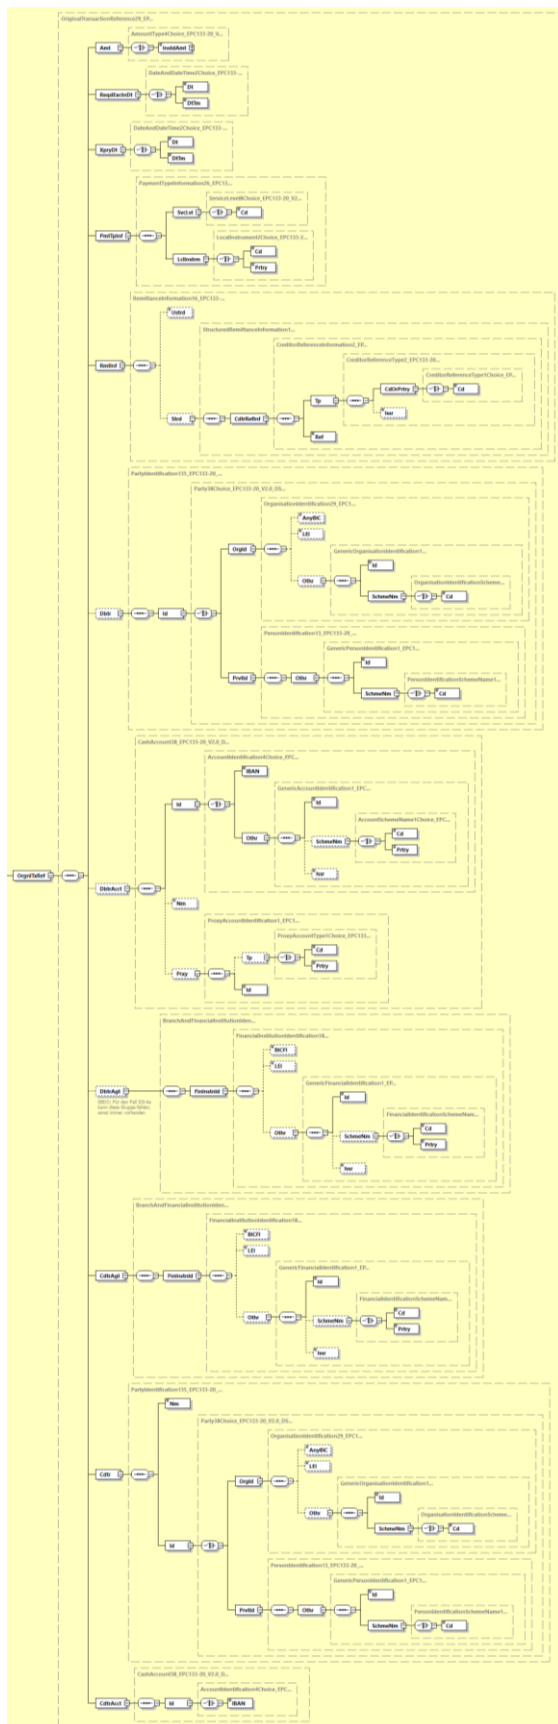 OriginalTransactionReference29_EP...
AmountType4Choice_EPC133-20_V...
Amt
InstdAmt
DateAndDateTime2Choice_EPC133-...
ReqdExctnDt
Dt
DtTm
DateAndDateTime2Choice_EPC133-...
XpryDt
Dt
DtTm
PaymentTypeInformation26_EPC13...
ServiceLevel8Choice_EPC133-20_V2...
SvcLvl
Cd
PmtTpInf
LocalInstrument2Choice_EPC133-2...
LclInstrm
Cd
Prtry
RemittanceInformation16_EPC133-...
Ustrd
StructuredRemittanceInformation1...
CreditorReferenceInformation2_EP...
CreditorReferenceType2_EPC133-20...
CreditorReferenceType1Choice_EP...
RmtInf
CdOrPrtry
Cd
Tp
Issr
Strd
CdtrRefInf
Ref
PartyIdentification135_EPC133-20_...
Party38Choice_EPC133-20_V2.0_DS...
OrganisationIdentification29_EPC1...
AnyBIC
LEI
OrgId
GenericOrganisationIdentification1...
Id
Othr
OrganisationIdentificationScheme...
SchmeNm
Cd
Dbtr
Id
PersonIdentification13_EPC133-20_...
GenericPersonIdentification1_EPC1...
Id
PrvtId
Othr
PersonIdentificationSchemeName1...
SchmeNm
Cd
CashAccount38_EPC133-20_V2.0_D...
AccountIdentification4Choice_EPC...
IBAN
GenericAccountIdentification1_EPC...
Id
Id
AccountSchemeName1Choice_EPC...
Othr
SchmeNm
Cd
Prtry
Issr
OrgnlTxRef
DbtrAcct
Nm
ProxyAccountIdentification1_EPC1...
ProxyAccountType1Choice_EPC133...
Tp
Cd
Prtry
Prxy
Id
BranchAndFinancialInstitutionIden...
FinancialInstitutionIdentification18...
BICFI
LEI
DbtrAgt
FinInstnId
GenericFinancialIdentification1_EP...
Id
FinancialIdentificationSchemeNam...
Othr
SchmeNm
Cd
Prtry
Issr
BranchAndFinancialInstitutionIden...
FinancialInstitutionIdentification18...
BICFI
LEI
CdtrAgt
FinInstnId
GenericFinancialIdentification1_EP...
Id
FinancialIdentificationSchemeNam...
Othr
SchmeNm
Cd
Prtry
Issr
PartyIdentification135_EPC133-20_...
Nm
Party38Choice_EPC133-20_V2.0_DS...
OrganisationIdentification29_EPC1...
AnyBIC
LEI
Cdtr
OrgId
GenericOrganisationIdentification1...
Id
Othr
OrganisationIdentificationScheme...
SchmeNm
Cd
Id
PersonIdentification13_EPC133-20_...
GenericPersonIdentification1_EPC1...
Id
PrvtId
Othr
PersonIdentificationSchemeName1...
SchmeNm
Cd
CashAccount38_EPC133-20_V2.0_D...
AccountIdentification4Choice_EPC...
CdtrAcct
Id
IBAN